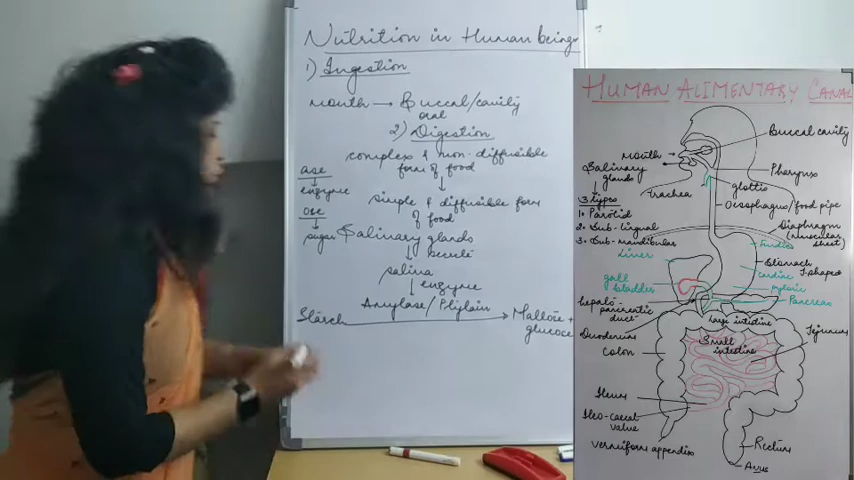 Nutrition in Human beings
1) Ingestion
mouth → Buccal/cavity
oral
2) Digestion
complex & non-diffusible
form of food
ase
↓
enzyme
simple & diffusible form
of food
ose
↓
sugar
Salivary glands
↓ secrete
saliva
↓ enzyme
Amylase/Ptylin
Starch → Maltose +
glucose
HUMAN ALIMENTARY CANAL
Buccal cavity
mouth
Salivary
glands
Pharynx
glottis
trachea
3 types
1. Parotid
2. Sub-lingual
3. Sub-mandibular
Oesophagus/food pipe
Diaphragm
(muscular
sheet)
Fundic
Liver
Stomach
J-shaped
cardiac
gall
bladder
pyloric
Pancreas
hepato-
pancreatic
duct
Large intestine
Duodenum
Jejunum
Small
intestine
Colon
Ileum
Ileo-caecal
valve
vermiform appendix
Rectum
Anus